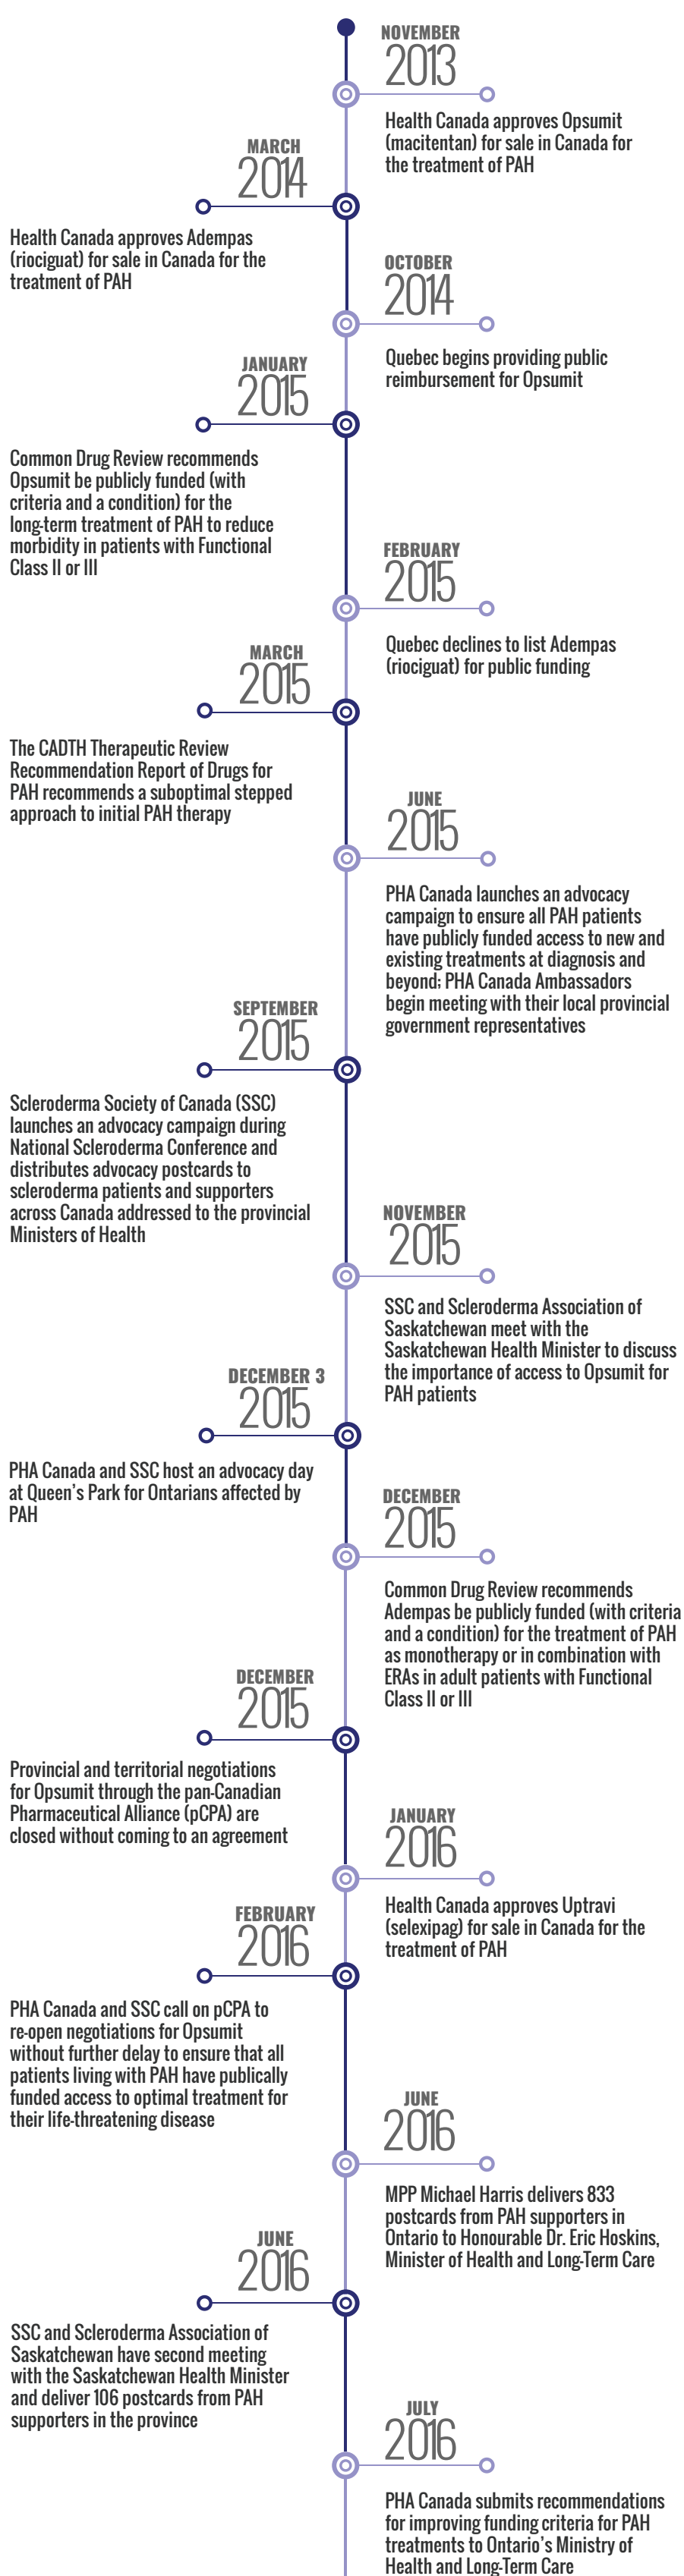 NOVEMBER
2013
Health Canada approves Opsumit
(macitentan) for sale in Canada for
the treatment of PAH
MARCH
2014
Health Canada approves Adempas
(riociguat) for sale in Canada for the
treatment of PAH
OCTOBER
2014
Quebec begins providing public
reimbursement for Opsumit
JANUARY
2015
Common Drug Review recommends
Opsumit be publicly funded (with
criteria and a condition) for the
long-term treatment of PAH to reduce
morbidity in patients with Functional
Class II or III
FEBRUARY
2015
Quebec declines to list Adempas
(riociguat) for public funding
MARCH
2015
The CADTH Therapeutic Review
Recommendation Report of Drugs for
PAH recommends a suboptimal stepped
approach to initial PAH therapy
JUNE
2015
PHA Canada launches an advocacy
campaign to ensure all PAH patients
have publicly funded access to new and
existing treatments at diagnosis and
beyond; PHA Canada Ambassadors
begin meeting with their local provincial
government representatives
SEPTEMBER
2015
Scleroderma Society of Canada (SSC)
launches an advocacy campaign during
National Scleroderma Conference and
distributes advocacy postcards to
scleroderma patients and supporters
across Canada addressed to the provincial
Ministers of Health
NOVEMBER
2015
SSC and Scleroderma Association of
Saskatchewan meet with the
Saskatchewan Health Minister to discuss
the importance of access to Opsumit for
PAH patients
DECEMBER 3
2015
PHA Canada and SSC host an advocacy day
at Queen's Park for Ontarians affected by
PAH
DECEMBER
2015
Common Drug Review recommends
Adempas be publicly funded (with criteria
and a condition) for the treatment of PAH
as monotherapy or in combination with
ERAs in adult patients with Functional
Class II or III
DECEMBER
2015
Provincial and territorial negotiations
for Opsumit through the pan-Canadian
Pharmaceutical Alliance (pCPA) are
closed without coming to an agreement
JANUARY
2016
Health Canada approves Uptravi
(selexipag) for sale in Canada for the
treatment of PAH
FEBRUARY
2016
PHA Canada and SSC call on pCPA to
re-open negotiations for Opsumit
without further delay to ensure that all
patients living with PAH have publically
funded access to optimal treatment for
their life-threatening disease
JUNE
2016
MPP Michael Harris delivers 833
postcards from PAH supporters in
Ontario to Honourable Dr. Eric Hoskins,
Minister of Health and Long-Term Care
JUNE
2016
SSC and Scleroderma Association of
Saskatchewan have second meeting
with the Saskatchewan Health Minister
and deliver 106 postcards from PAH
supporters in the province
JULY
2016
PHA Canada submits recommendations
for improving funding criteria for PAH
treatments to Ontario's Ministry of
Health and Long-Term Care